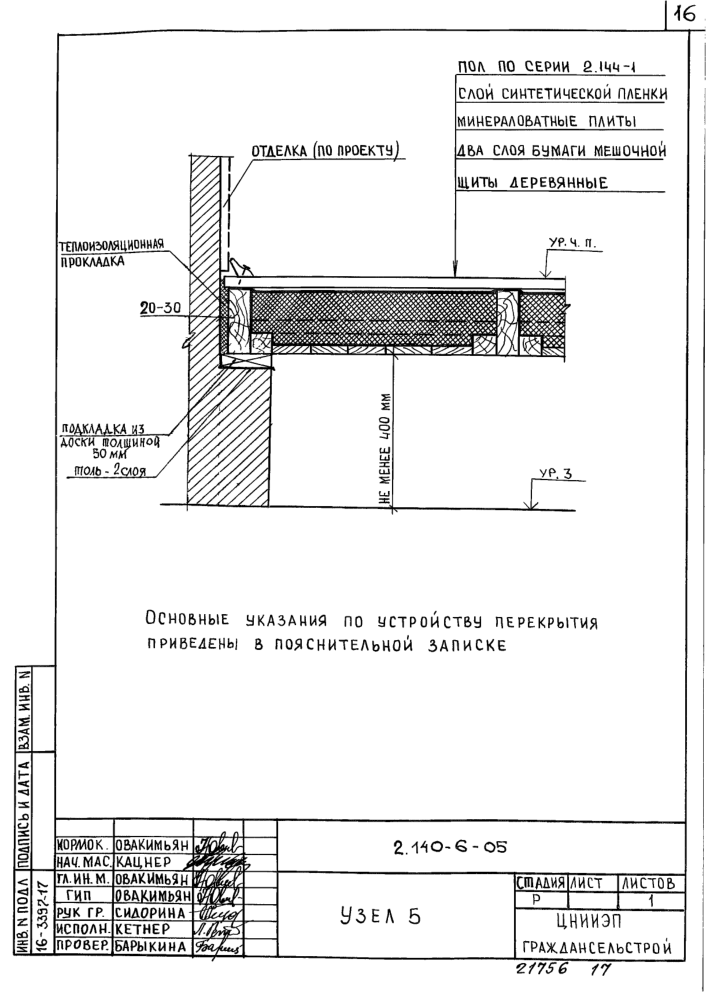 16
ПОЛ ПО СЕРИИ 2.144-1
СЛОЙ СИНТЕТИЧЕСКОЙ ПЛЕНКИ
МИНЕРАЛОВАТНЫЕ ПЛИТЫ
ДВА СЛОЯ БУМАГИ МЕШОЧНОЙ
ЩИТЫ ДЕРЕВЯННЫЕ
ОТДЕЛКА (ПО ПРОЕКТУ)
УР. Ч. П.
ТЕПЛОИЗОЛЯЦИОННАЯ
ПРОКЛАДКА
20-30
ПОДКЛАДКА ИЗ
ДОСКИ ТОЛЩИНОЙ
50 ММ
ТОЛЬ - 2 СЛОЯ
НЕ МЕНЕЕ 400 ММ
УР. З
ОСНОВНЫЕ УКАЗАНИЯ ПО УСТРОЙСТВУ ПЕРЕКРЫТИЯ
ПРИВЕДЕНЫ В ПОЯСНИТЕЛЬНОЙ ЗАПИСКЕ
ВЗАМ. ИНВ. N
ПОДПИСЬ И ДАТА
ИНВ. N ПОДЛ
16-3392-17
НОРМОК. ОВАКИМЬЯН
НАЧ. МАС. КАЦНЕР
ГЛ. ИН. М. ОВАКИМЬЯН
ГИП ОВАКИМЬЯН
РУК ГР. СИДОРИНА
ИСПОЛН. КЕТНЕР
ПРОВЕР. БАРЫКИНА
2.140-6-05
УЗЕЛ 5
СТАДИЯ ЛИСТ ЛИСТОВ
Р 1
ЦНИИЭП
ГРАЖДАНСЕЛЬСТРОЙ
21756 17